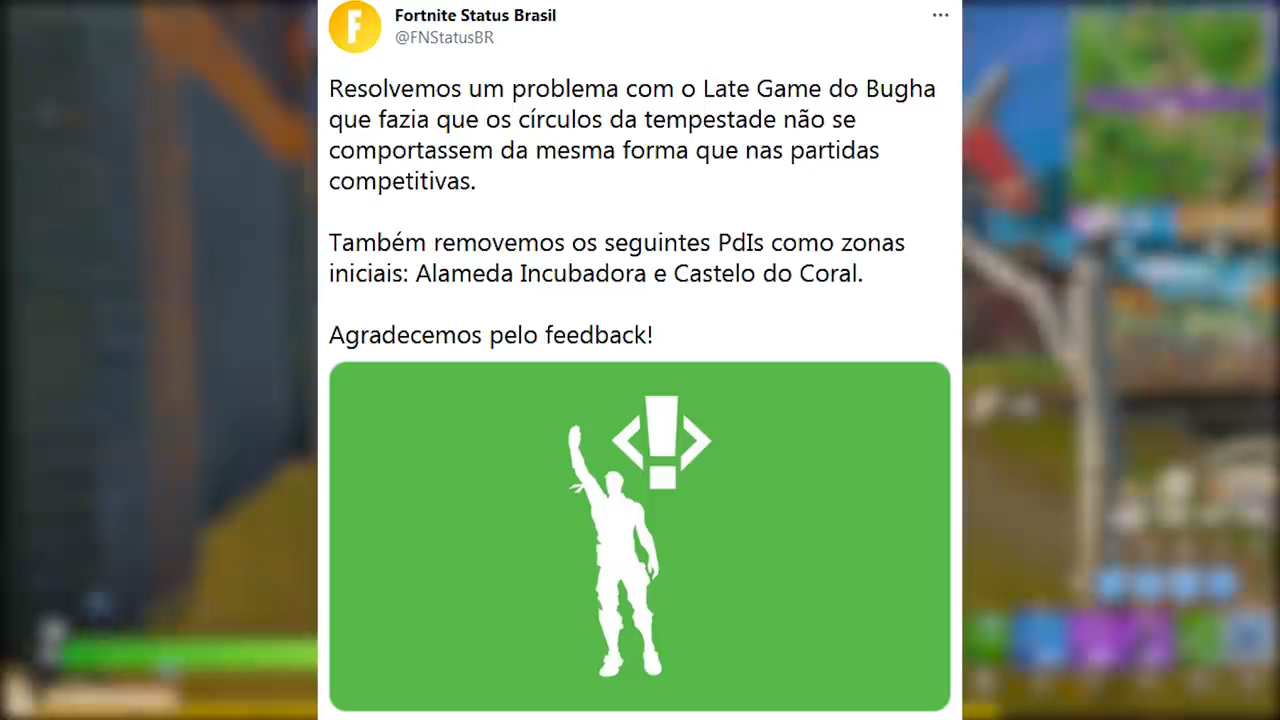 Fortnite Status Brasil
@FNStatusBR
Resolvemos um problema com o Late Game do Bugha
que fazia que os círculos da tempestade não se
comportassem da mesma forma que nas partidas
competitivas.
Também removemos os seguintes PdIs como zonas
iniciais: Alameda Incubadora e Castelo do Coral.
Agradecemos pelo feedback!